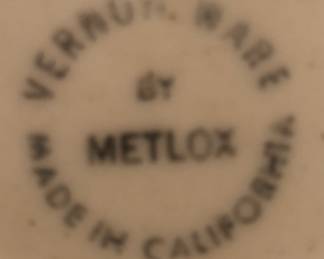 VERNON WARE
BY
METLOX
MADE IN CALIFORNIA